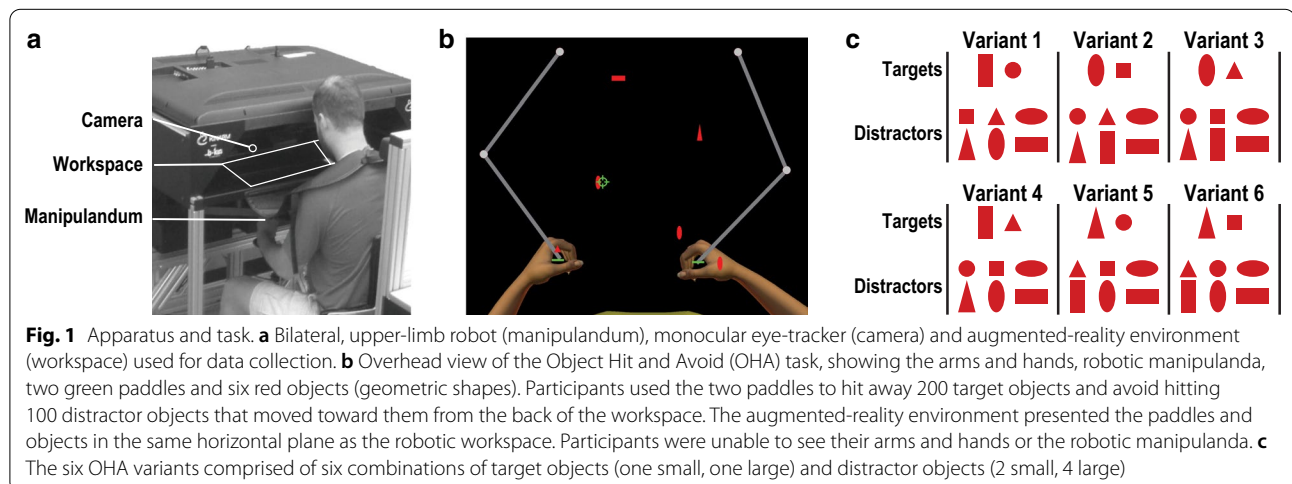 a
Camera
Workspace
Manipulandum
b
c
Variant 1 Variant 2 Variant 3
Targets
Distractors
Variant 4 Variant 5 Variant 6
Targets
Distractors
Fig. 1 Apparatus and task. a Bilateral, upper-limb robot (manipulandum), monocular eye-tracker (camera) and augmented-reality environment
(workspace) used for data collection. b Overhead view of the Object Hit and Avoid (OHA) task, showing the arms and hands, robotic manipulanda,
two green paddles and six red objects (geometric shapes). Participants used the two paddles to hit away 200 target objects and avoid hitting
100 distractor objects that moved toward them from the back of the workspace. The augmented-reality environment presented the paddles and
objects in the same horizontal plane as the robotic workspace. Participants were unable to see their arms and hands or the robotic manipulanda. c
The six OHA variants comprised of six combinations of target objects (one small, one large) and distractor objects (2 small, 4 large)